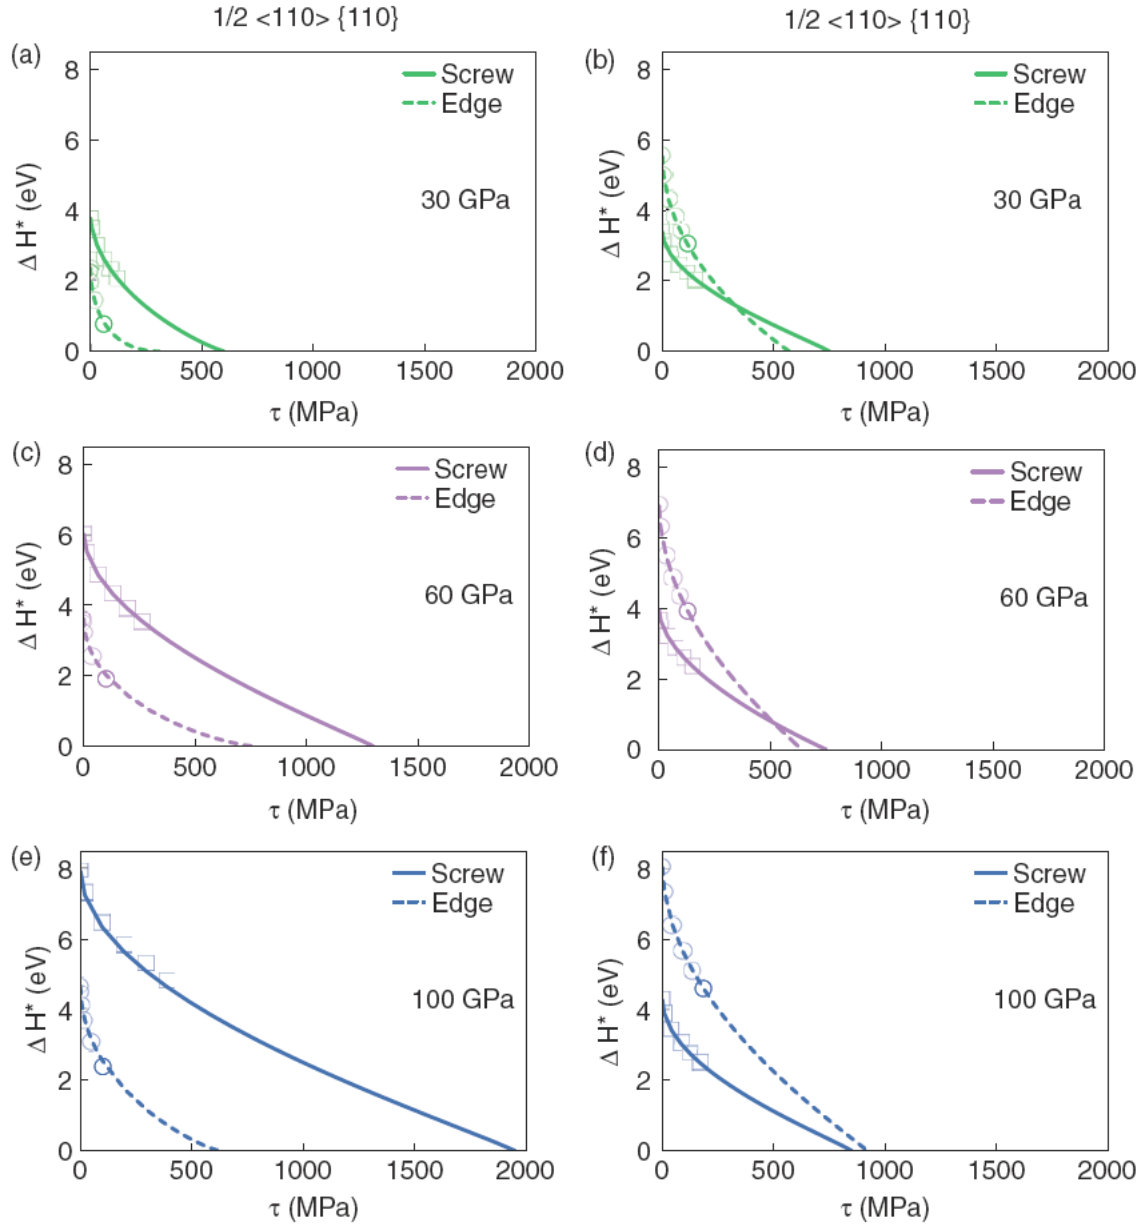 1/2 <110> {110}
1/2 <110> {110}
(a)
8
6
4
2
0
Δ H* (eV)
Screw
Edge
30 GPa
0 500 1000 1500 2000
τ (MPa)
(b)
8
6
4
2
0
Δ H* (eV)
Screw
Edge
30 GPa
0 500 1000 1500 2000
τ (MPa)
(c)
8
6
4
2
0
Δ H* (eV)
Screw
Edge
60 GPa
0 500 1000 1500 2000
τ (MPa)
(d)
8
6
4
2
0
Δ H* (eV)
Screw
Edge
60 GPa
0 500 1000 1500 2000
τ (MPa)
(e)
8
6
4
2
0
Δ H* (eV)
Screw
Edge
100 GPa
0 500 1000 1500 2000
τ (MPa)
(f)
8
6
4
2
0
Δ H* (eV)
Screw
Edge
100 GPa
0 500 1000 1500 2000
τ (MPa)